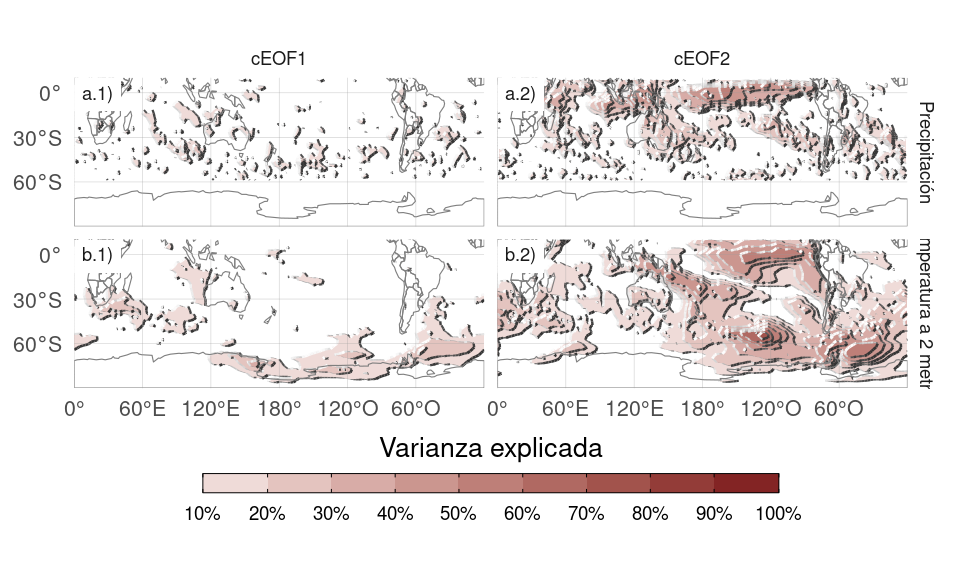 cEOF1 cEOF2
a.1) a.2)
0°
30°S
60°S
Precipitación
b.1) b.2)
0°
30°S
60°S
mperatura a 2 metr
0° 60°E 120°E 180° 120°O 60°O 0° 60°E 120°E 180° 120°O 60°O
Varianza explicada
10% 20% 30% 40% 50% 60% 70% 80% 90% 100%